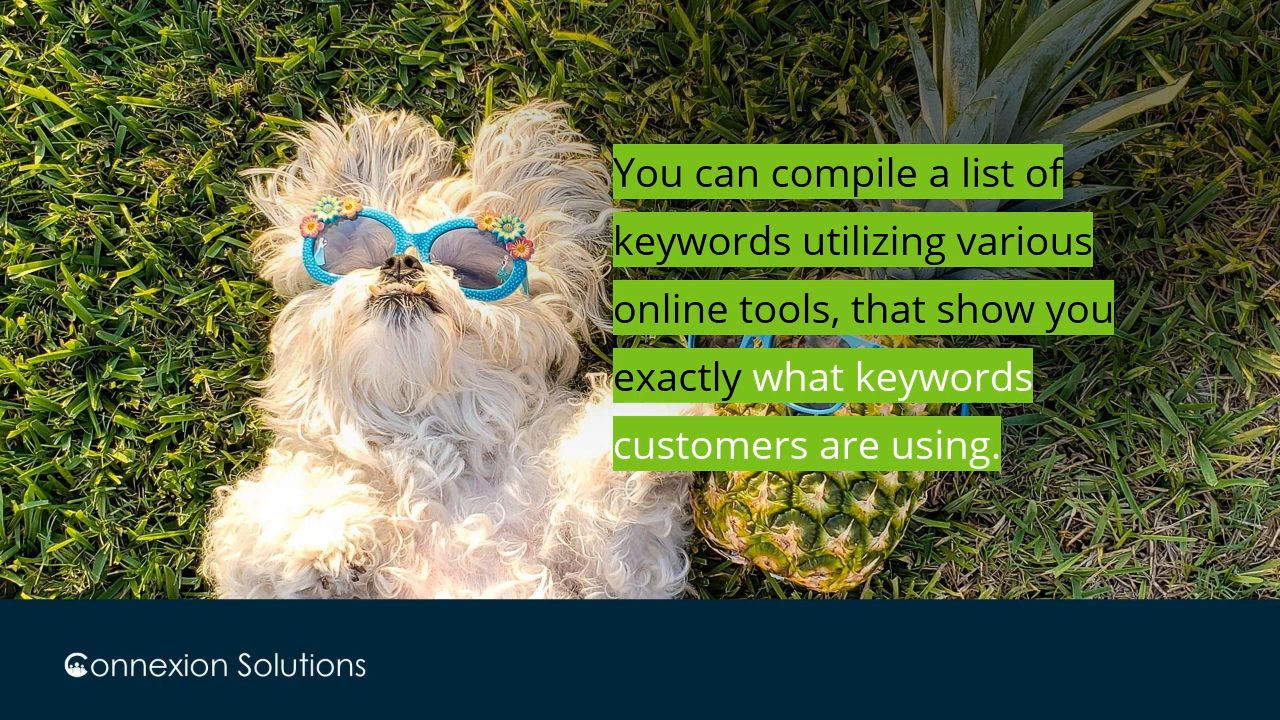 You can compile a list of
keywords utilizing various
online tools, that show you
exactly what keywords
customers are using.
Connexion Solutions